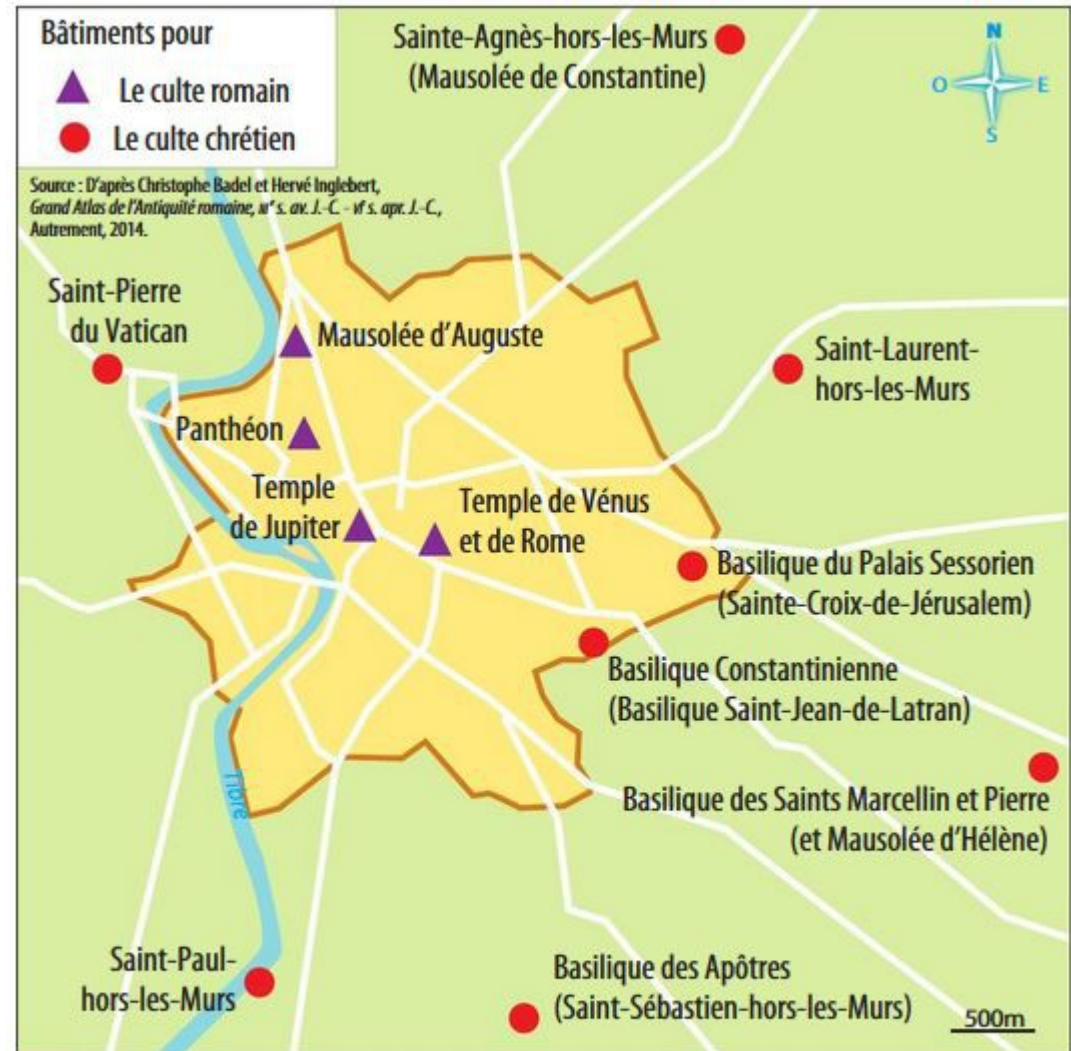 Bâtiments pour
Le culte romain
Le culte chrétien
Source : D'après Christophe Badel et Hervé Inglebert,
Grand Atlas de l'Antiquité romaine, IIIe s. av. J.-C. - VIe s. apr. J.-C.,
Autrement, 2014.
Sainte-Agnès-hors-les-Murs
(Mausolée de Constantine)
N
O
E
S
Saint-Pierre
du Vatican
Mausolée d'Auguste
Saint-Laurent-
hors-les-Murs
Panthéon
Temple
de Jupiter
Temple de Vénus
et de Rome
Basilique du Palais Sessorien
(Sainte-Croix-de-Jérusalem)
Basilique Constantinienne
(Basilique Saint-Jean-de-Latran)
Tibre
Basilique des Saints Marcellin et Pierre
(et Mausolée d'Hélène)
Saint-Paul-
hors-les-Murs
Basilique des Apôtres
(Saint-Sébastien-hors-les-Murs)
500m